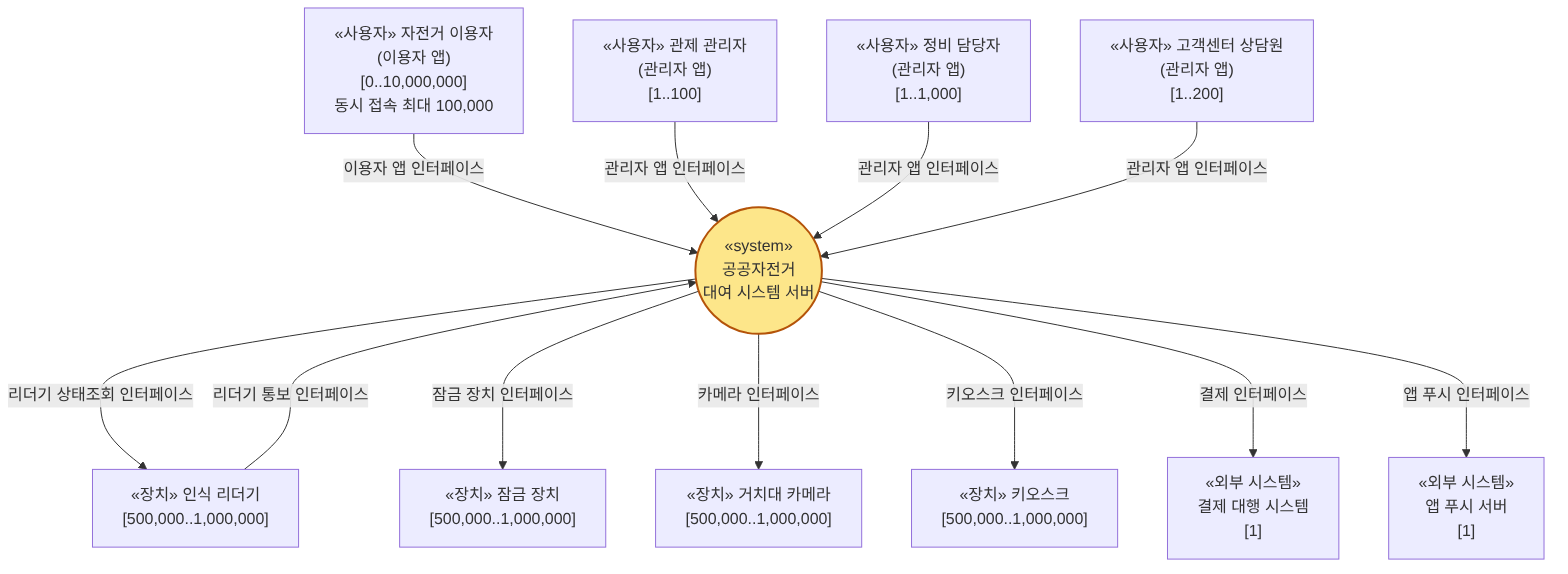 «사용자» 자전거 이용자
(이용자 앱)
[0..10,000,000]
동시 접속 최대 100,000
«사용자» 관제 관리자
(관리자 앱)
[1..100]
«사용자» 정비 담당자
(관리자 앱)
[1..1,000]
«사용자» 고객센터 상담원
(관리자 앱)
[1..200]
이용자 앱 인터페이스
관리자 앱 인터페이스
관리자 앱 인터페이스
관리자 앱 인터페이스
«system»
공공자전거
대여 시스템 서버
리더기 상태조회 인터페이스
리더기 통보 인터페이스
잠금 장치 인터페이스
카메라 인터페이스
키오스크 인터페이스
결제 인터페이스
앱 푸시 인터페이스
«장치» 인식 리더기
[500,000..1,000,000]
«장치» 잠금 장치
[500,000..1,000,000]
«장치» 거치대 카메라
[500,000..1,000,000]
«장치» 키오스크
[500,000..1,000,000]
«외부 시스템»
결제 대행 시스템
[1]
«외부 시스템»
앱 푸시 서버
[1]